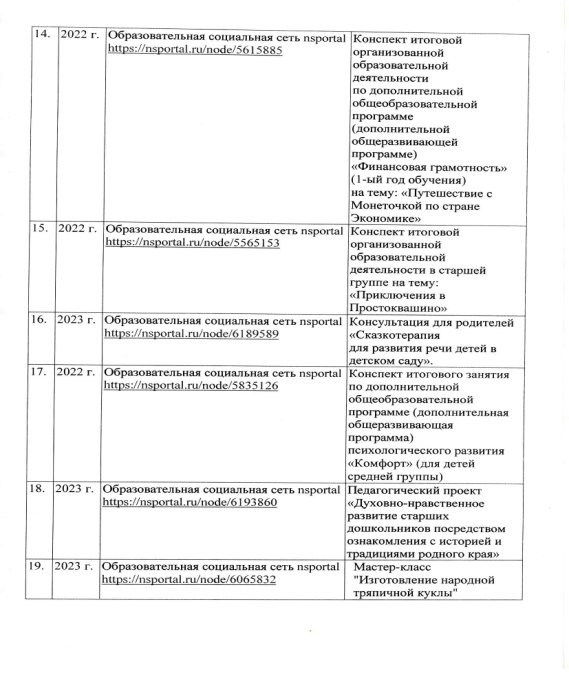 14. 2022 г. Образовательная социальная сеть nsportal Конспект итоговой
https://nsportal.ru/node/5615885 организованной
образовательной
деятельности
по дополнительной
общеобразовательной
программе
(дополнительной
общеразвивающей
программе)
«Финансовая грамотность»
(1-ый год обучения)
на тему: «Путешествие с
Монеточкой по стране
Экономике»
15. 2022 г. Образовательная социальная сеть nsportal Конспект итоговой
https://nsportal.ru/node/5565153 организованной
образовательной
деятельности в старшей
группе на тему:
«Приключения в
Простоквашино»
16. 2023 г. Образовательная социальная сеть nsportal Консультация для родителей
https://nsportal.ru/node/6189589 «Сказкотерапия
для развития речи детей в
детском саду».
17. 2022 г. Образовательная социальная сеть nsportal Конспект итогового занятия
https://nsportal.ru/node/5835126 по дополнительной
общеобразовательной
программе (дополнительная
общеразвивающая
программа)
психологического развития
«Комфорт» (для детей
средней группы)
18. 2023 г. Образовательная социальная сеть nsportal Педагогический проект
https://nsportal.ru/node/6193860 «Духовно-нравственное
развитие старших
дошкольников посредством
ознакомления с историей и
традициями родного края»
19. 2023 г. Образовательная социальная сеть nsportal Мастер-класс
https://nsportal.ru/node/6065832 "Изготовление народной
тряпичной куклы"